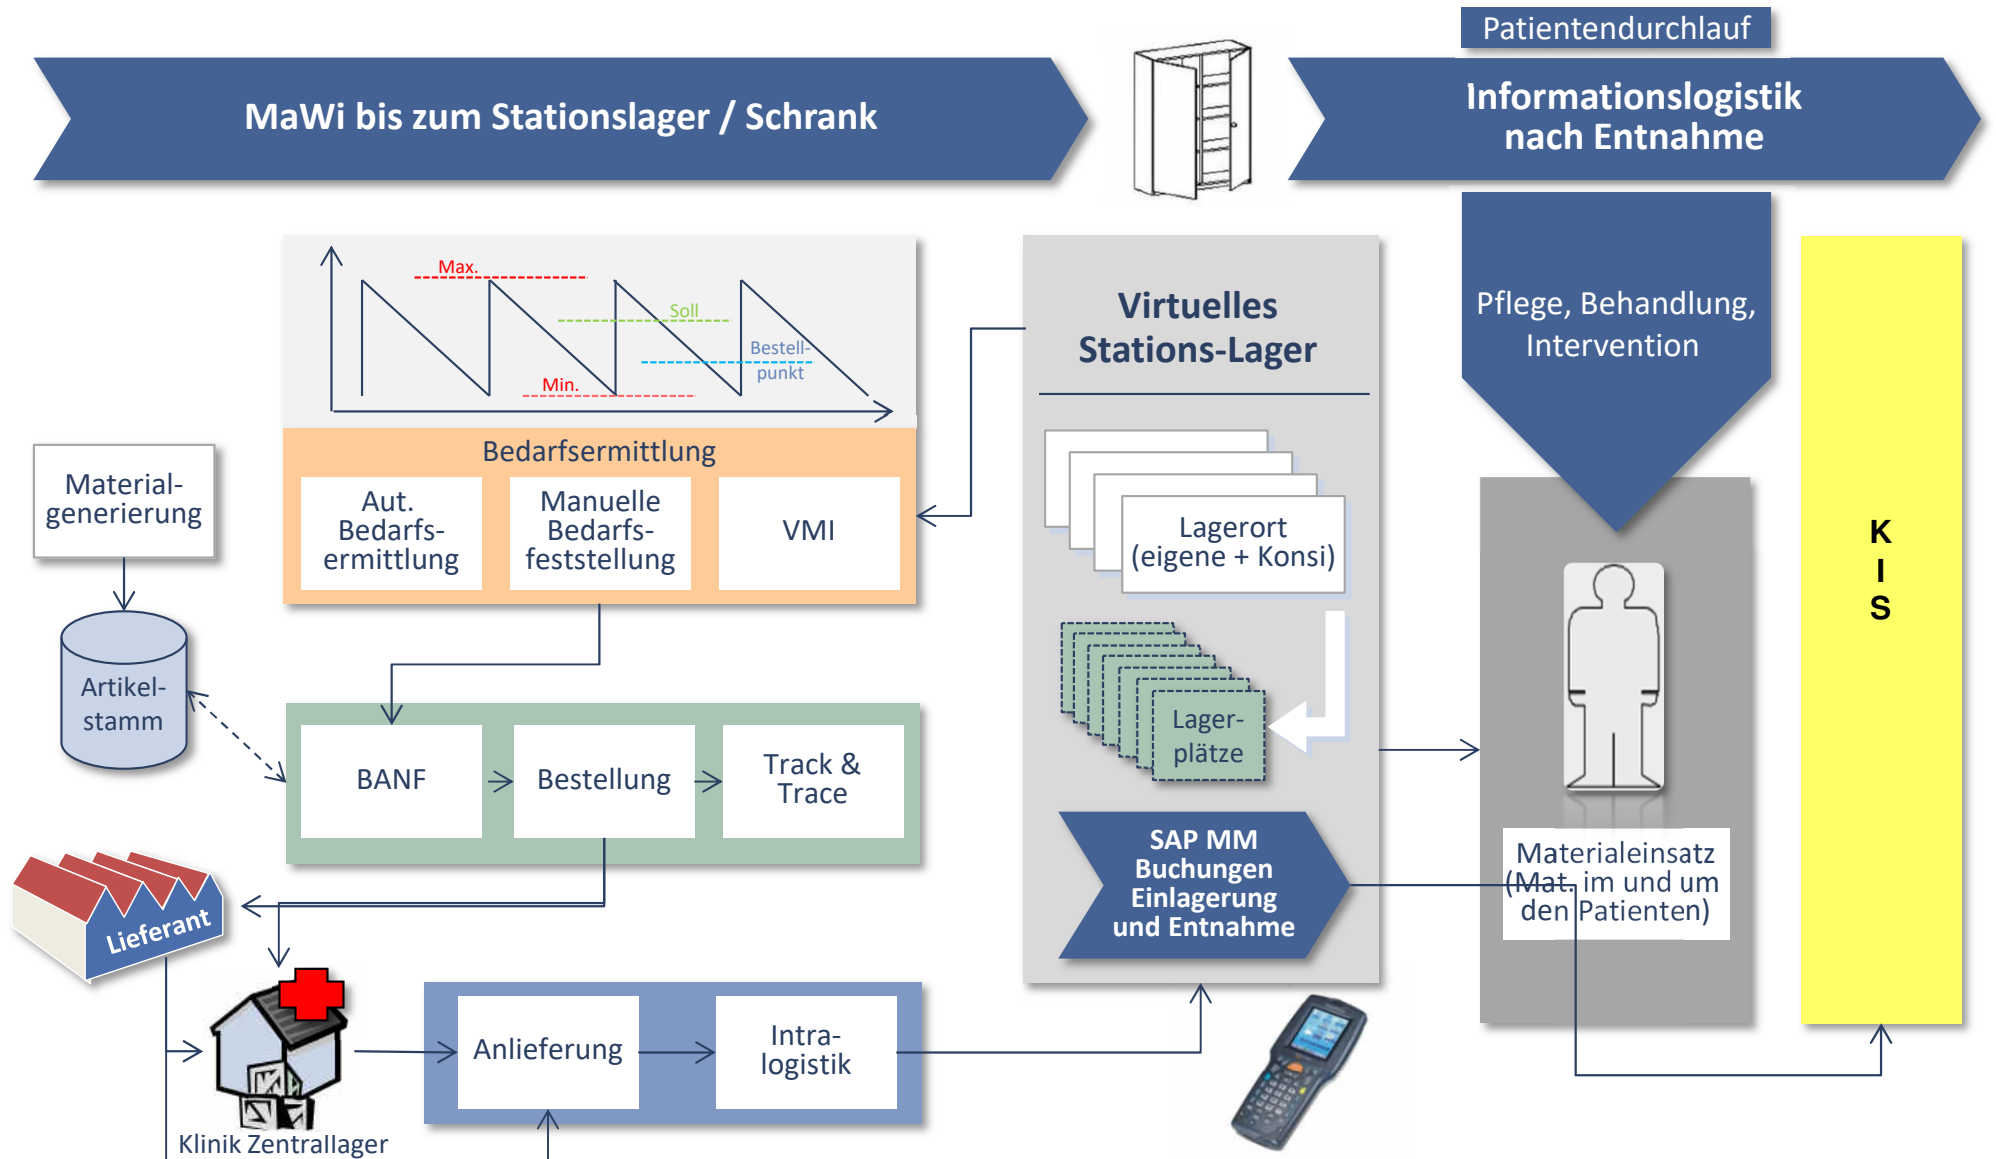 Patientendurchlauf
MaWi bis zum Stationslager / Schrank
Informationslogistik
nach Entnahme
Max.
Soll
Bestell-
punkt
Min.
Bedarfsermittlung
Aut.
Bedarfs-
ermittlung
Manuelle
Bedarfs-
feststellung
VMI
Material-
generierung
Artikel-
stamm
BANF
Bestellung
Track &
Trace
Lieferant
Klinik Zentrallager
Anlieferung
Intra-
logistik
Virtuelles
Stations-Lager
Lagerort
(eigene + Konsi)
Lager-
plätze
SAP MM
Buchungen
Einlagerung
und Entnahme
Pflege, Behandlung,
Intervention
Materialeinsatz
(Mat. im und um
den Patienten)
K
I
S